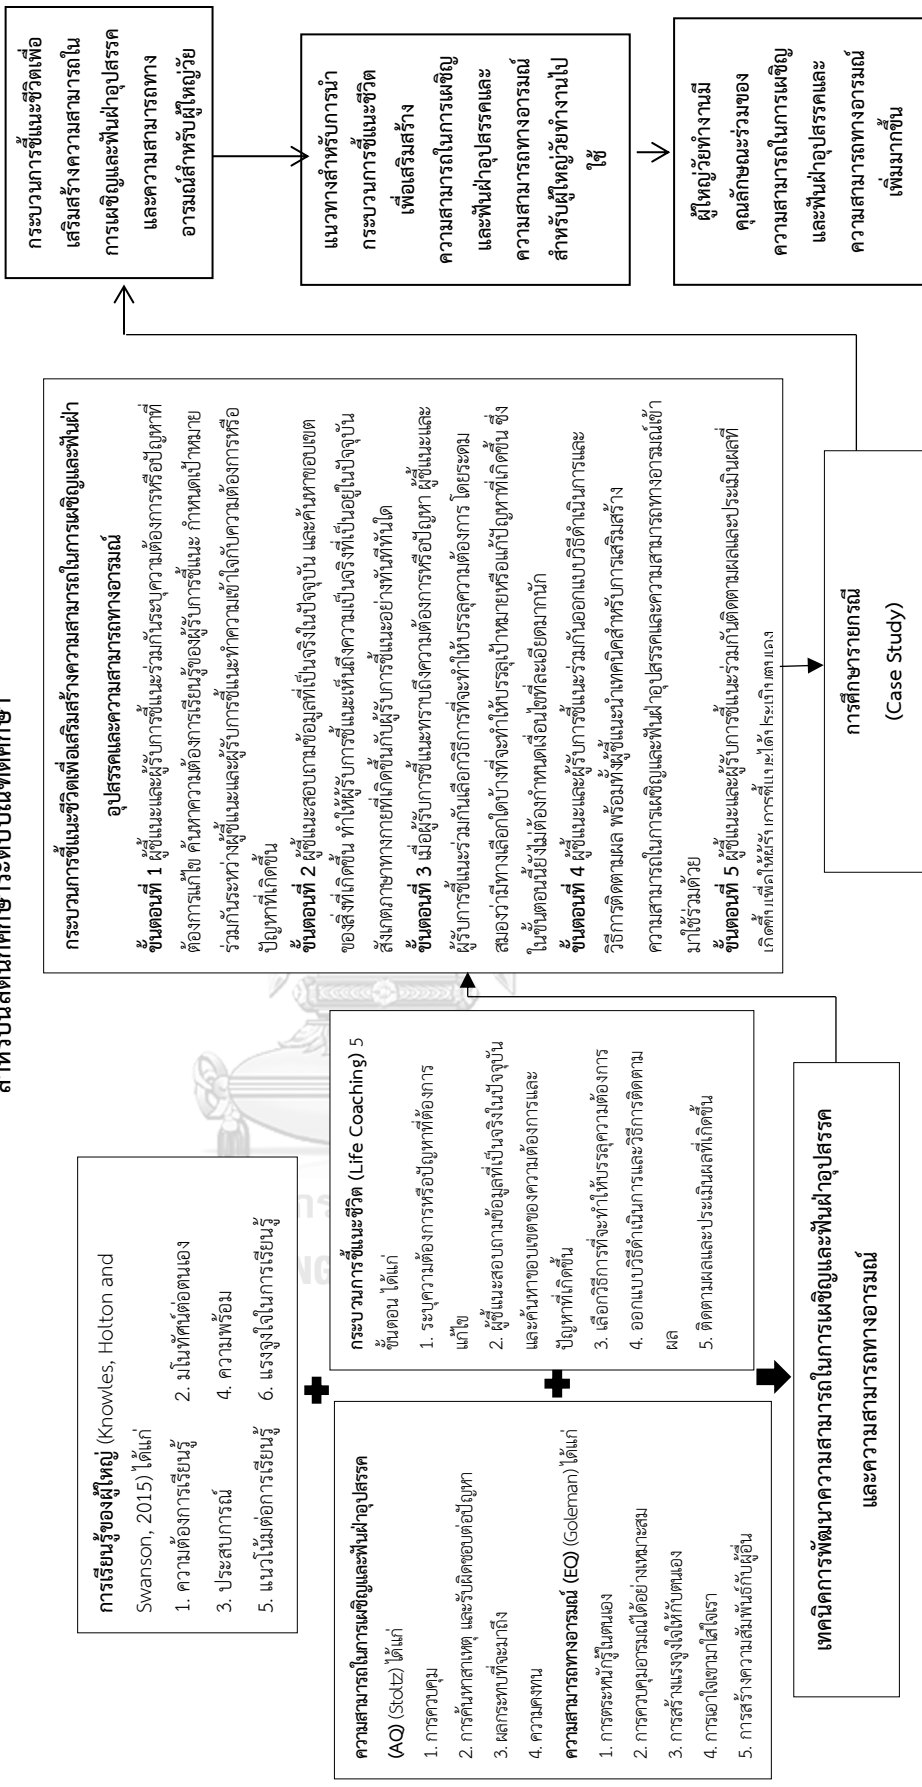 สำหรับนิสิตนักศึกษาระดับบัณฑิตศึกษา
การเรียนรู้ของผู้ใหญ่ (Knowles, Holton and
Swanson, 2015) ได้แก่
1. ความต้องการเรียนรู้ 2. มโนทัศน์ต่อตนเอง
3. ประสบการณ์ 4. ความพร้อม
5. แนวโน้มต่อการเรียนรู้ 6. แรงจูงใจในการเรียนรู้
ความสามารถในการเผชิญและฟันฝ่าอุปสรรค
(AQ) (Stoltz) ได้แก่
1. การควบคุม
2. การค้นหาสาเหตุ และรับผิดชอบต่อปัญหา
3. ผลกระทบที่จะมาถึง
4. ความคงทน
ความสามารถทางอารมณ์ (EQ) (Goleman) ได้แก่
1. การตระหนักรู้ในตนเอง
2. การควบคุมอารมณ์ได้อย่างเหมาะสม
3. การสร้างแรงจูงใจให้กับตนเอง
4. การเอาใจเขามาใส่ใจเรา
5. การสร้างความสัมพันธ์กับผู้อื่น
กระบวนการชี้แนะชีวิต (Life Coaching) 5
ขั้นตอน ได้แก่
1. ระบุความต้องการหรือปัญหาที่ต้องการ
แก้ไข
2. ผู้ชี้แนะสอบถามข้อมูลที่เป็นจริงในปัจจุบัน
และค้นหาขอบเขตของความต้องการและ
ปัญหาที่เกิดขึ้น
3. เลือกวิธีการที่จะทำให้บรรลุความต้องการ
4. ออกแบบวิธีดำเนินการและวิธีการติดตาม
ผล
5. ติดตามผลและประเมินผลที่เกิดขึ้น
เทคนิคการพัฒนาความสามารถในการเผชิญและฟันฝ่าอุปสรรค
และความสามารถทางอารมณ์
กระบวนการชี้แนะชีวิตเพื่อเสริมสร้างความสามารถในการเผชิญและฟันฝ่า
อุปสรรคและความสามารถทางอารมณ์
ขั้นตอนที่ 1 ผู้ชี้แนะและผู้รับการชี้แนะร่วมกันระบุความต้องการหรือปัญหาที่
ต้องการแก้ไข ค้นหาความต้องการเรียนรู้ของผู้รับการชี้แนะ กำหนดเป้าหมาย
ร่วมกันระหว่างผู้ชี้แนะและผู้รับการชี้แนะทำความเข้าใจกับความต้องการหรือ
ปัญหาที่เกิดขึ้น
ขั้นตอนที่ 2 ผู้ชี้แนะสอบถามข้อมูลที่เป็นจริงในปัจจุบัน และค้นหาขอบเขต
ของสิ่งที่เกิดขึ้น ทำให้ผู้รับการชี้แนะเห็นถึงความเป็นจริงที่เป็นอยู่ในปัจจุบัน
สังเกตภาษาทางกายที่เกิดขึ้นกับผู้รับการชี้แนะอย่างทันทีทันใด
ขั้นตอนที่ 3 เมื่อผู้รับการชี้แนะทราบถึงความต้องการหรือปัญหา ผู้ชี้แนะและ
ผู้รับการชี้แนะร่วมกันเลือกวิธีการที่จะทำให้บรรลุความต้องการ โดยระดม
สมองว่ามีทางเลือกใดบ้างที่จะทำให้บรรลุเป้าหมายหรือแก้ปัญหาที่เกิดขึ้น ซึ่ง
ในขั้นตอนนี้ยังไม่ต้องกำหนดเงื่อนไขที่ละเอียดมากนัก
ขั้นตอนที่ 4 ผู้ชี้แนะและผู้รับการชี้แนะร่วมกันออกแบบวิธีดำเนินการและ
วิธีการติดตามผล พร้อมทั้งผู้ชี้แนะนำเทคนิคสำหรับการเสริมสร้าง
ความสามารถในการเผชิญและฟันฝ่าอุปสรรคและความสามารถทางอารมณ์เข้า
มาใช้ร่วมด้วย
ขั้นตอนที่ 5 ผู้ชี้แนะและผู้รับการชี้แนะร่วมกันติดตามผลและประเมินผลที่
เกิดขึ้นเพื่อให้ผู้รับการชี้แนะได้ประเมินตนเอง
การศึกษารายกรณี
(Case Study)
กระบวนการชี้แนะชีวิตเพื่อ
เสริมสร้างความสามารถใน
การเผชิญและฟันฝ่าอุปสรรค
และความสามารถทาง
อารมณ์สำหรับผู้ใหญ่วัย
แนวทางสำหรับการนำ
กระบวนการชี้แนะชีวิต
เพื่อเสริมสร้าง
ความสามารถในการเผชิญ
และฟันฝ่าอุปสรรคและ
ความสามารถทางอารมณ์
สำหรับผู้ใหญ่วัยทำงานไป
ใช้
ผู้ใหญ่วัยทำงานมี
คุณลักษณะร่วมของ
ความสามารถในการเผชิญ
และฟันฝ่าอุปสรรคและ
ความสามารถทางอารมณ์
เพิ่มมากขึ้น